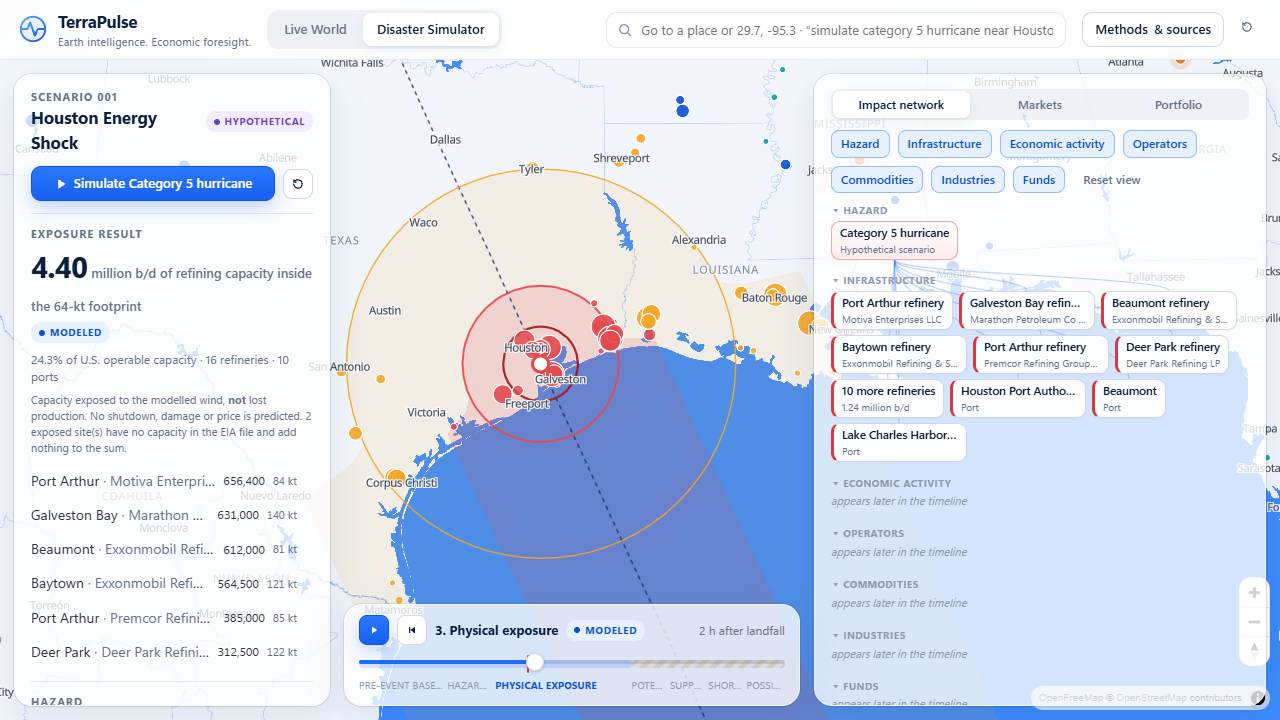 TerraPulse
Earth intelligence. Economic foresight.
Live World
Disaster Simulator
Go to a place or 29.7, -95.3 · "simulate category 5 hurricane near Housto
Methods & sources
SCENARIO 001
Houston Energy
Shock
HYPOTHETICAL
Simulate Category 5 hurricane
EXPOSURE RESULT
4.40 million b/d of refining capacity inside
the 64-kt footprint
MODELED
24.3% of U.S. operable capacity · 16 refineries · 10
ports
Capacity exposed to the modelled wind, not lost
production. No shutdown, damage or price is predicted. 2
exposed site(s) have no capacity in the EIA file and add
nothing to the sum.
Port Arthur · Motiva Enterpri... 656,400 84 kt
Galveston Bay · Marathon ... 631,000 140 kt
Beaumont · Exxonmobil Refi... 612,000 81 kt
Baytown · Exxonmobil Refi... 564,500 121 kt
Port Arthur · Premcor Refini... 385,000 85 kt
Deer Park · Deer Park Refini... 312,500 122 kt
HAZARD
Lubbock
Abilene
COAHUILA
Nuevo Laredo
Monclova
Torreón
Monterrey
Wichita Falls
Dallas
Tyler
Shreveport
Waco
TEXAS
Alexandria
LOUISIANA
Austin
Baton Rouge
New Orleans
Houston
San Antonio
Galveston
Freeport
Victoria
Corpus Christi
Matamoros
Atlanta
Augusta
Birmingham
MISSISSIPPI
Montgomery
Mobile
Tallahassee
Tampa
3. Physical exposure
MODELED
2 h after landfall
PRE-EVENT BASE...
HAZAR...
PHYSICAL EXPOSURE
POTE...
SUPP...
SHOR...
POSSI...
Impact network
Markets
Portfolio
Hazard
Infrastructure
Economic activity
Operators
Commodities
Industries
Funds
Reset view
HAZARD
Category 5 hurricane
Hypothetical scenario
INFRASTRUCTURE
Port Arthur refinery
Motiva Enterprises LLC
Galveston Bay refin...
Marathon Petroleum Co ...
Beaumont refinery
Exxonmobil Refining & S...
Baytown refinery
Exxonmobil Refining & S...
Port Arthur refinery
Premcor Refining Group...
Deer Park refinery
Deer Park Refining LP
10 more refineries
1.24 million b/d
Houston Port Autho...
Port
Beaumont
Port
Lake Charles Harbor...
Port
ECONOMIC ACTIVITY
appears later in the timeline
OPERATORS
appears later in the timeline
COMMODITIES
appears later in the timeline
INDUSTRIES
appears later in the timeline
FUNDS
appears later in the timeline
OpenFreeMap © OpenStreetMap contributors